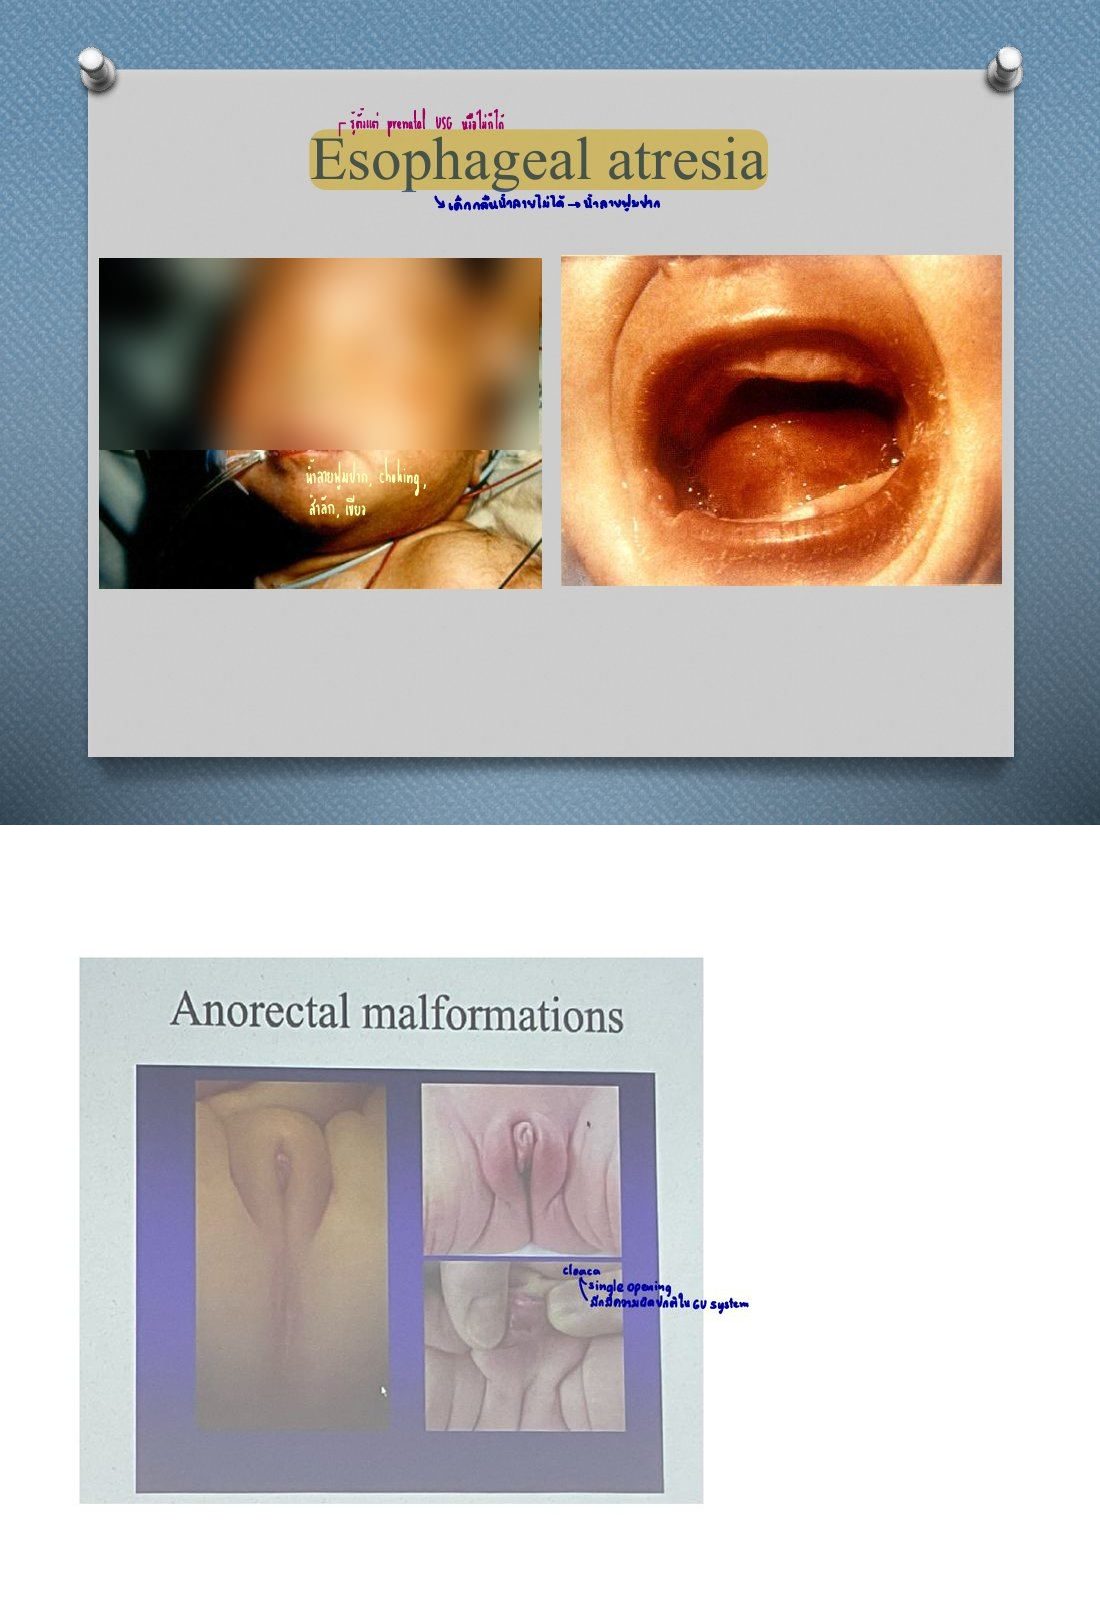 รู้ตั้งแต่ prenatal USG หรือไม่ก็ได้
Esophageal atresia
เด็กกลืนน้ำลายไม่ได้ → น้ำลายฟูมปาก
น้ำลายฟูมปาก, choking,
สำลัก, เขียว
Anorectal malformations
cloaca
single opening
มักมีความผิดปกติใน GU system